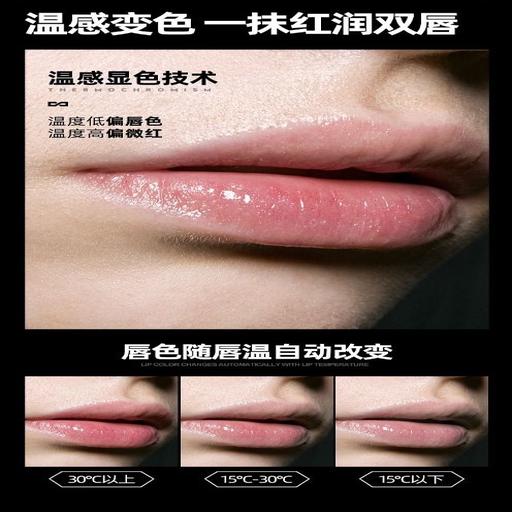 温感变色 一抹红润双唇
温感显色技术
THERMOCHROMISM
温度低偏唇色
温度高偏微红
唇色随唇温自动改变
LIP COLOR CHANGES AUTOMATICALLY WITH LIP TEMPERATURE
30℃以上
15℃-30℃
15℃以下